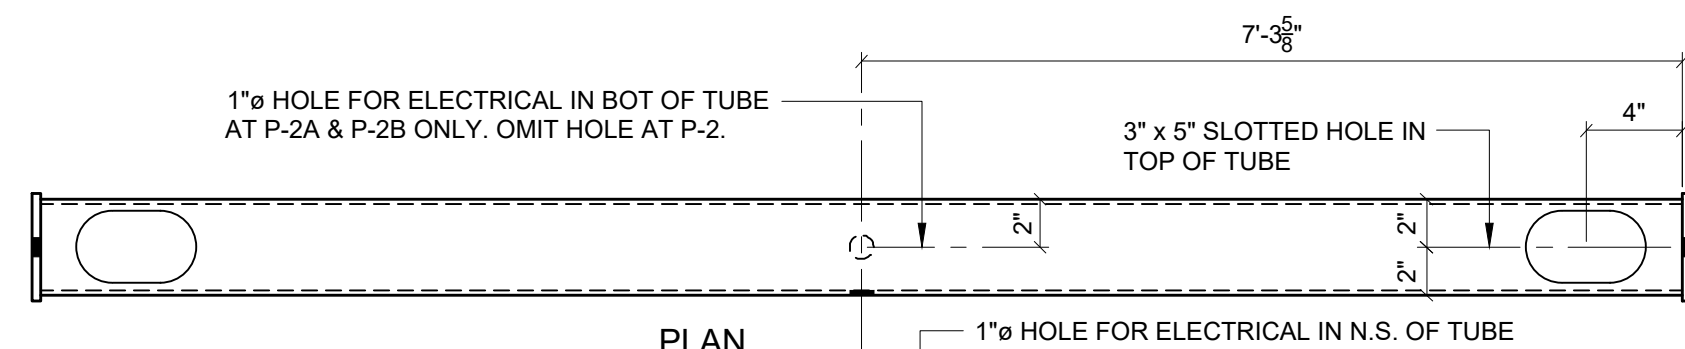 7'-3 5/8"
1"ø HOLE FOR ELECTRICAL IN BOT OF TUBE
AT P-2A & P-2B ONLY. OMIT HOLE AT P-2.
4"
3" x 5" SLOTTED HOLE IN
TOP OF TUBE
2"
2"
2"
PLAN
1"ø HOLE FOR ELECTRICAL IN N.S. OF TUBE